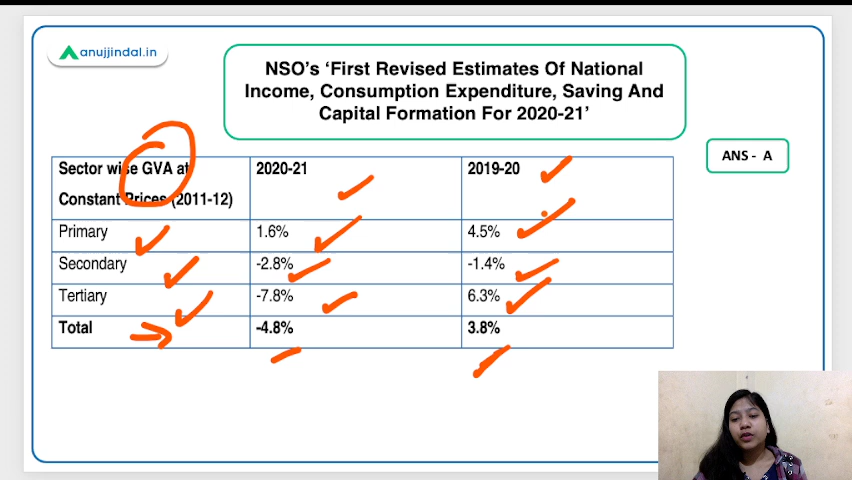 anujjindal.in
NSO's 'First Revised Estimates Of National
Income, Consumption Expenditure, Saving And
Capital Formation For 2020-21'
ANS - A
Sector wise GVA at 2020-21 2019-20
Constant Prices (2011-12)
Primary 1.6% 4.5%
Secondary -2.8% -1.4%
Tertiary -7.8% 6.3%
Total -4.8% 3.8%